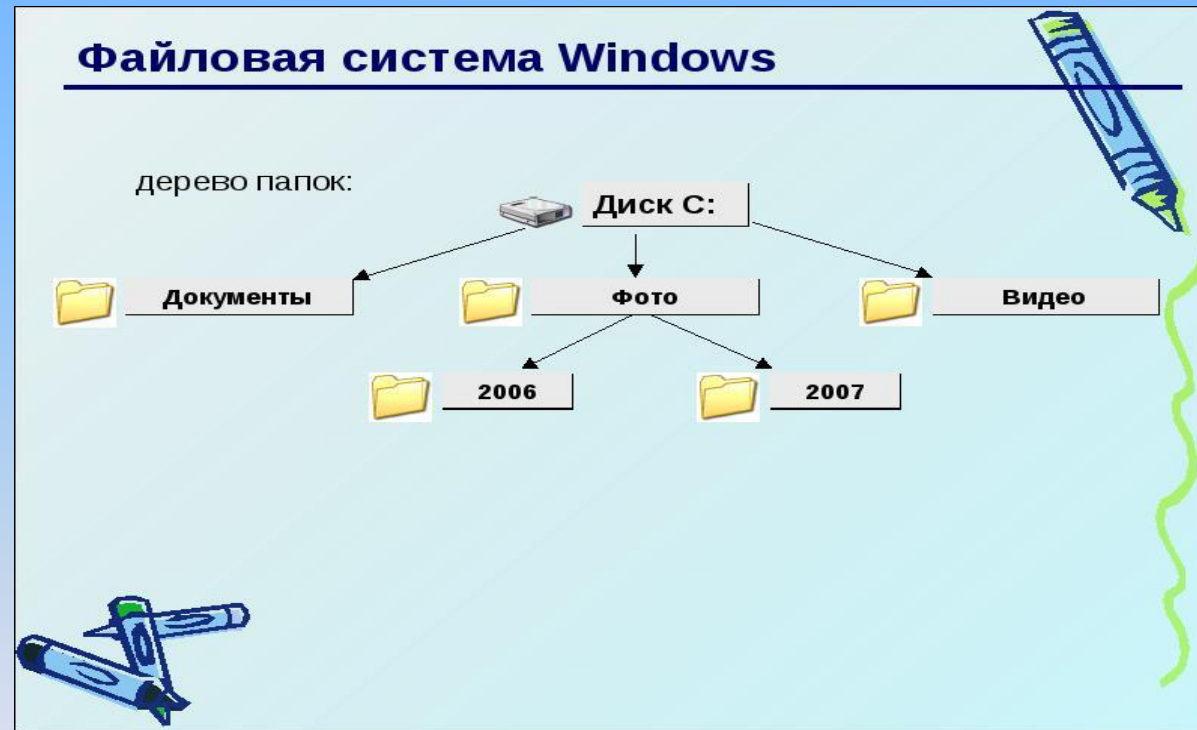 Файловая система Windows
дерево папок:
Диск C:
Документы
Фото
Видео
2006
2007